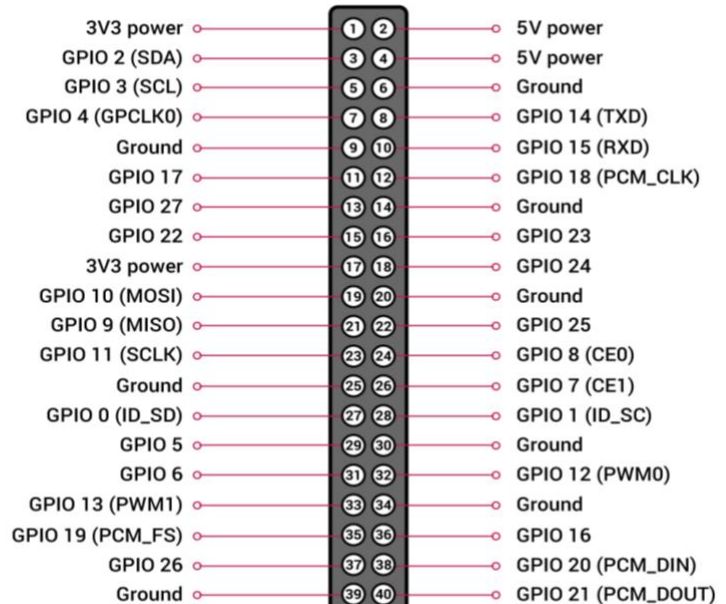 3V3 power 1 2 5V power
GPIO 2 (SDA) 3 4 5V power
GPIO 3 (SCL) 5 6 Ground
GPIO 4 (GPCLK0) 7 8 GPIO 14 (TXD)
Ground 9 10 GPIO 15 (RXD)
GPIO 17 11 12 GPIO 18 (PCM_CLK)
GPIO 27 13 14 Ground
GPIO 22 15 16 GPIO 23
3V3 power 17 18 GPIO 24
GPIO 10 (MOSI) 19 20 Ground
GPIO 9 (MISO) 21 22 GPIO 25
GPIO 11 (SCLK) 23 24 GPIO 8 (CE0)
Ground 25 26 GPIO 7 (CE1)
GPIO 0 (ID_SD) 27 28 GPIO 1 (ID_SC)
GPIO 5 29 30 Ground
GPIO 6 31 32 GPIO 12 (PWM0)
GPIO 13 (PWM1) 33 34 Ground
GPIO 19 (PCM_FS) 35 36 GPIO 16
GPIO 26 37 38 GPIO 20 (PCM_DIN)
Ground 39 40 GPIO 21 (PCM_DOUT)